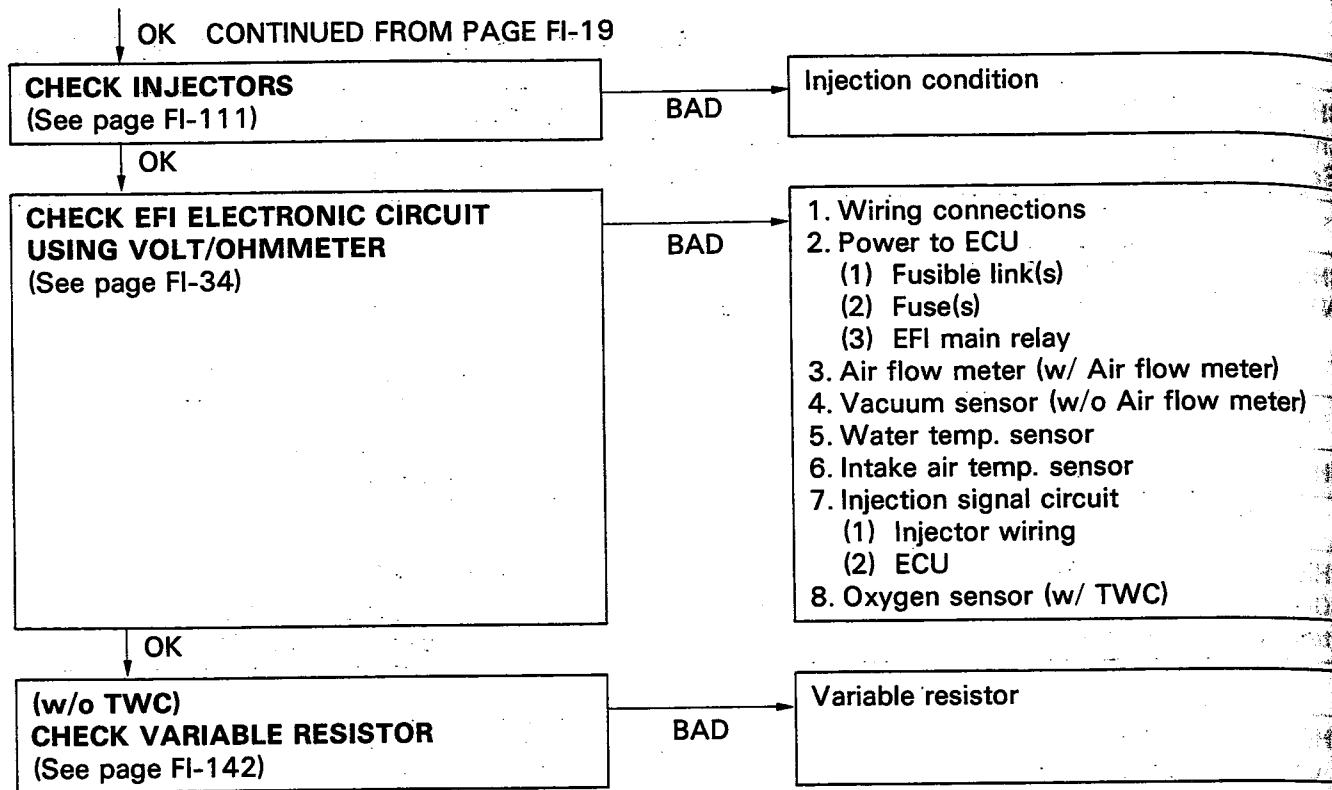 OK CONTINUED FROM PAGE FI-19
CHECK INJECTORS
(See page FI-111)
BAD
Injection condition
OK
CHECK EFI ELECTRONIC CIRCUIT
USING VOLT/OHMMETER
(See page FI-34)
BAD
1. Wiring connections
2. Power to ECU
(1) Fusible link(s)
(2) Fuse(s)
(3) EFI main relay
3. Air flow meter (w/ Air flow meter)
4. Vacuum sensor (w/o Air flow meter)
5. Water temp. sensor
6. Intake air temp. sensor
7. Injection signal circuit
(1) Injector wiring
(2) ECU
8. Oxygen sensor (w/ TWC)
OK
(w/o TWC)
CHECK VARIABLE RESISTOR
(See page FI-142)
BAD
Variable resistor